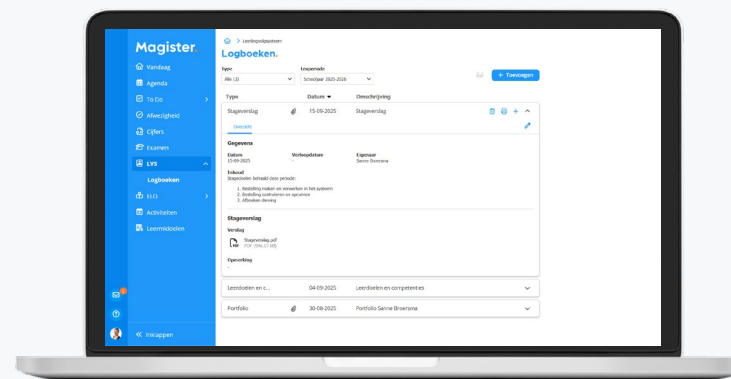 Magister.
Vandaag
Agenda
To Do
Afwezigheid
Cijfers
Examen
LVS
Logboeken
ELO
Activiteiten
Leermiddelen
Inklappen
> Leerlingvolgsysteem
Logboeken.
Type
Lesperiode
Alle (3)
Schooljaar 2025-2026
+ Toevoegen
Type Datum Omschrijving
Stageverslag 15-09-2025 Stageverslag
Overzicht
Gegevens
Datum Verloopdatum Eigenaar
15-09-2025 - Sanne Broersma
Inhoud
Stagedoelen behaald deze periode:
1. Bestelling maken en verwerken in het systeem
2. Bestelling controleren en
3. Afboeken derving
Stageverslag
Verslag
Stageverslag.pdf
PDF
Opmerking
-
Leerdoelen en c... 04-09-2025 Leerdoelen en competenties
Portfolio 30-08-2025 Portfolio Sanne Broersma